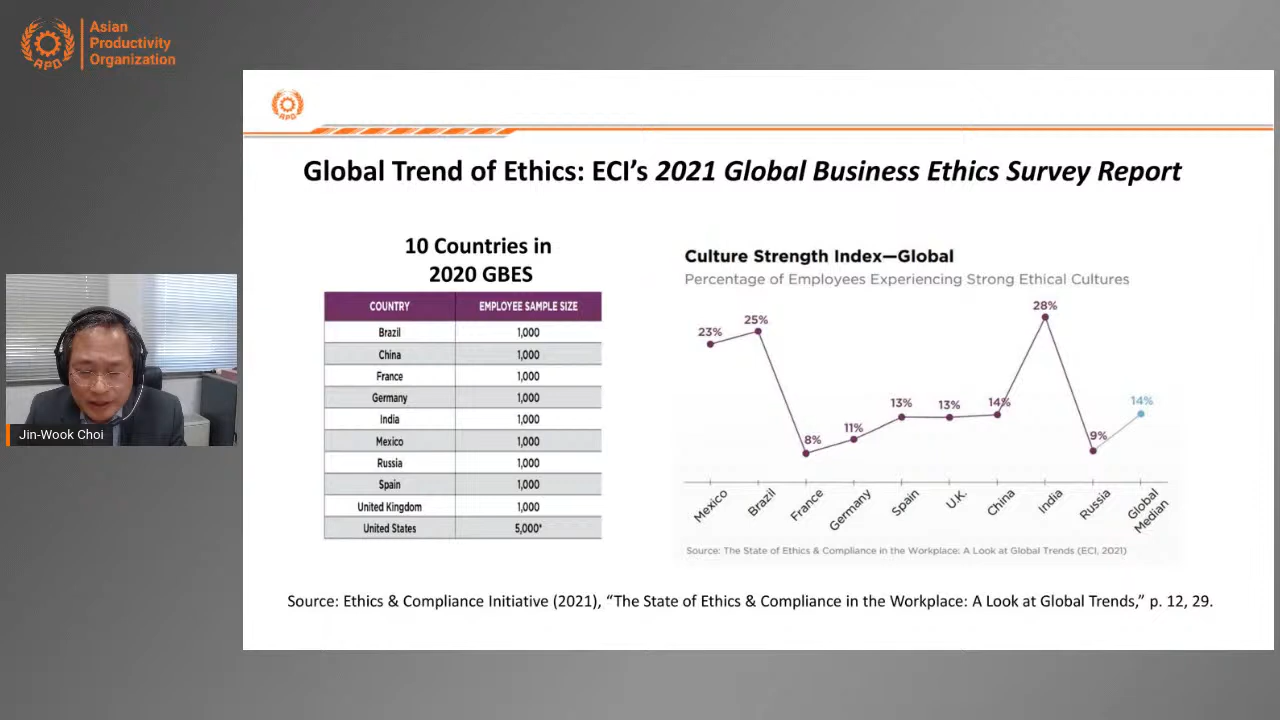 Asian
Productivity
Organization
APO
APO
Global Trend of Ethics: ECI's 2021 Global Business Ethics Survey Report
10 Countries in
2020 GBES
COUNTRY EMPLOYEE SAMPLE SIZE
Brazil 1,000
China 1,000
France 1,000
Germany 1,000
India 1,000
Mexico 1,000
Russia 1,000
Spain 1,000
United Kingdom 1,000
United States 5,000*
Culture Strength Index—Global
Percentage of Employees Experiencing Strong Ethical Cultures
23%
25%
8%
11%
13%
13%
14%
28%
9%
14%
Mexico
Brazil
France
Germany
Spain
U.K.
China
India
Russia
Global
Median
Source: The State of Ethics & Compliance in the Workplace: A Look at Global Trends (ECI, 2021)
Source: Ethics & Compliance Initiative (2021), “The State of Ethics & Compliance in the Workplace: A Look at Global Trends,” p. 12, 29.
Jin-Wook Choi